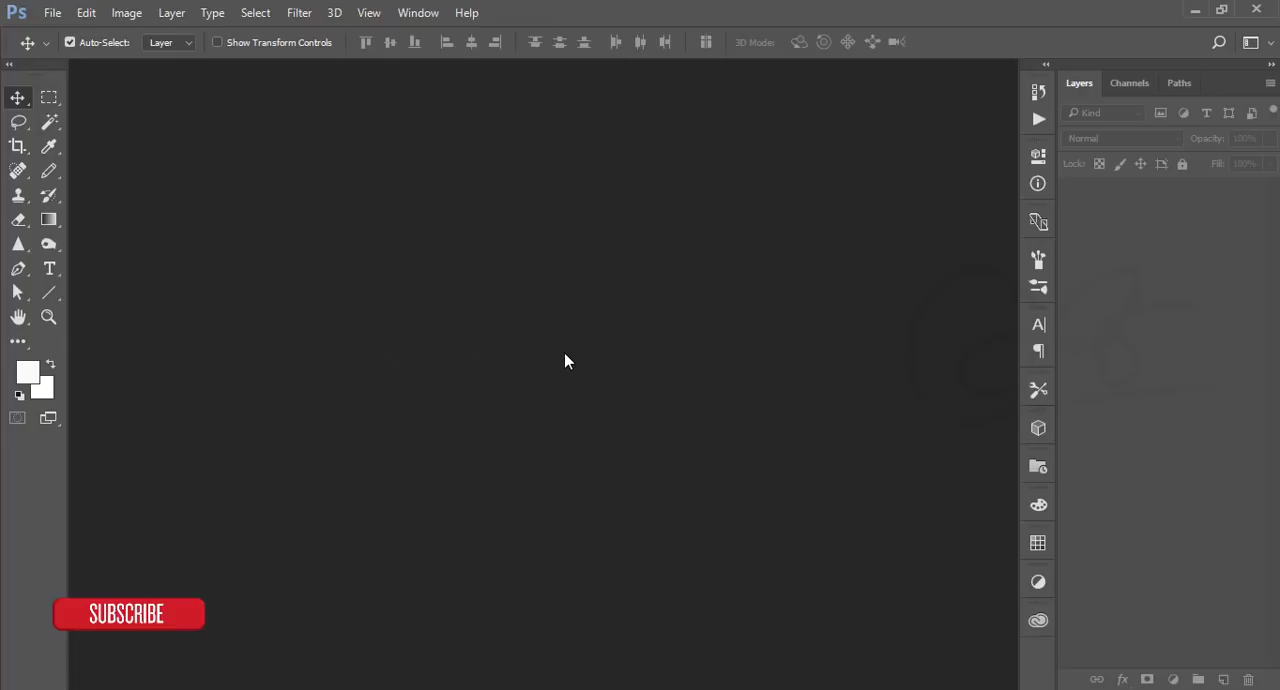 Ps File Edit Image Layer Type Select Filter 3D View Window Help
Auto-Select: Layer Show Transform Controls 3D Mode:
Layers Channels Paths
Kind
Normal Opacity: 100%
Lock: Fill: 100%
SUBSCRIBE